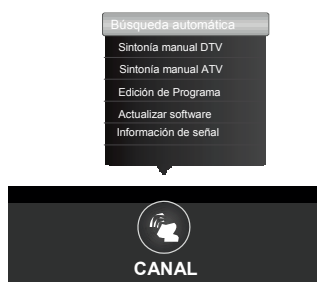 Búsqueda automática
Sintonía manual DTV
Sintonía manual ATV
Edición de Programa
Actualizar software
Información de señal
CANAL